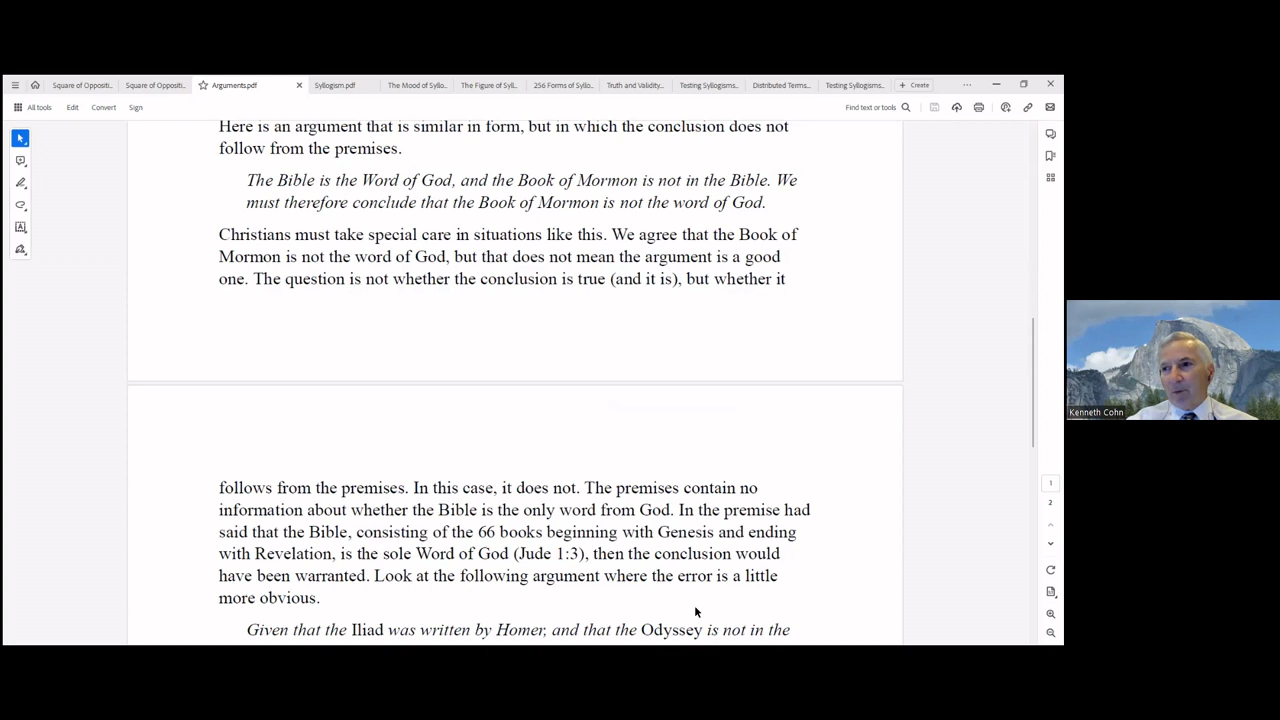 Square of Oppositi.. Square of Oppositi.. Arguments.pdf Syllogism.pdf The Mood of Syllo.. The Figure of Syll.. 256 Forms of Syllo.. Truth and Validity.. Testing Syllogisms.. Distributed Terms... Testing Syllogisms.. Create
All tools Edit Convert Sign Find text or tools
Here is an argument that is similar in form, but in which the conclusion does not
follow from the premises.
The Bible is the Word of God, and the Book of Mormon is not in the Bible. We
must therefore conclude that the Book of Mormon is not the word of God.
Christians must take special care in situations like this. We agree that the Book of
Mormon is not the word of God, but that does not mean the argument is a good
one. The question is not whether the conclusion is true (and it is), but whether it
Kenneth Cohn
follows from the premises. In this case, it does not. The premises contain no
information about whether the Bible is the only word from God. In the premise had
said that the Bible, consisting of the 66 books beginning with Genesis and ending
with Revelation, is the sole Word of God (Jude 1:3), then the conclusion would
have been warranted. Look at the following argument where the error is a little
more obvious.
Given that the Iliad was written by Homer, and that the Odyssey is not in the
1
2